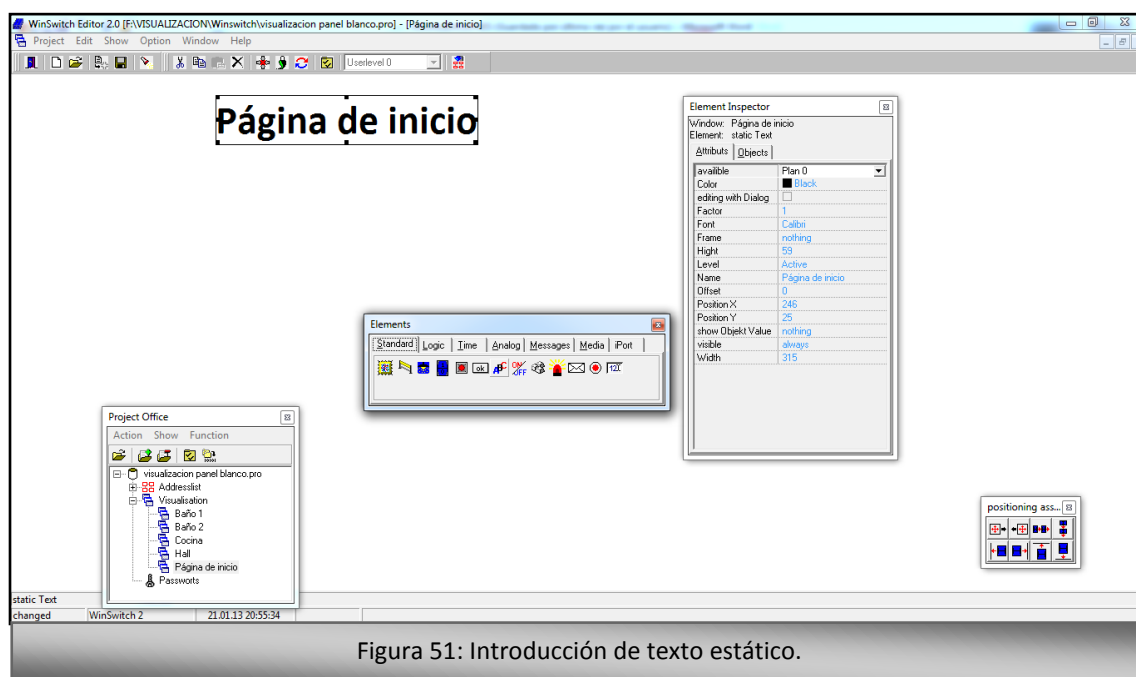 WinSwitch Editor 2.0 [F:\VISUALIZACION\Winswitch\visualizacion panel blanco.pro] - [Página de inicio]
Project Edit Show Option Window Help
Userlevel 0
Página de inicio
Element Inspector
Window: Página de inicio
Element: static Text
Attributs Objects
availible Plan 0
Color Black
editing with Dialog
Factor 1
Font Calibri
Frame nothing
Hight 59
Level Active
Name Página de inicio
Offset 0
Position X 246
Position Y 25
show Objekt Value nothing
visible always
Width 315
Elements
Standard Logic Time Analog Messages Media iPort
ok ABC ON OFF
Project Office
Action Show Function
visualizacion panel blanco.pro
Addresslist
Visualisation
Baño 1
Baño 2
Cocina
Hall
Página de inicio
Passworts
positioning ass...
static Text
changed WinSwitch 2 21.01.13 20:55:34
Figura 51: Introducción de texto estático.